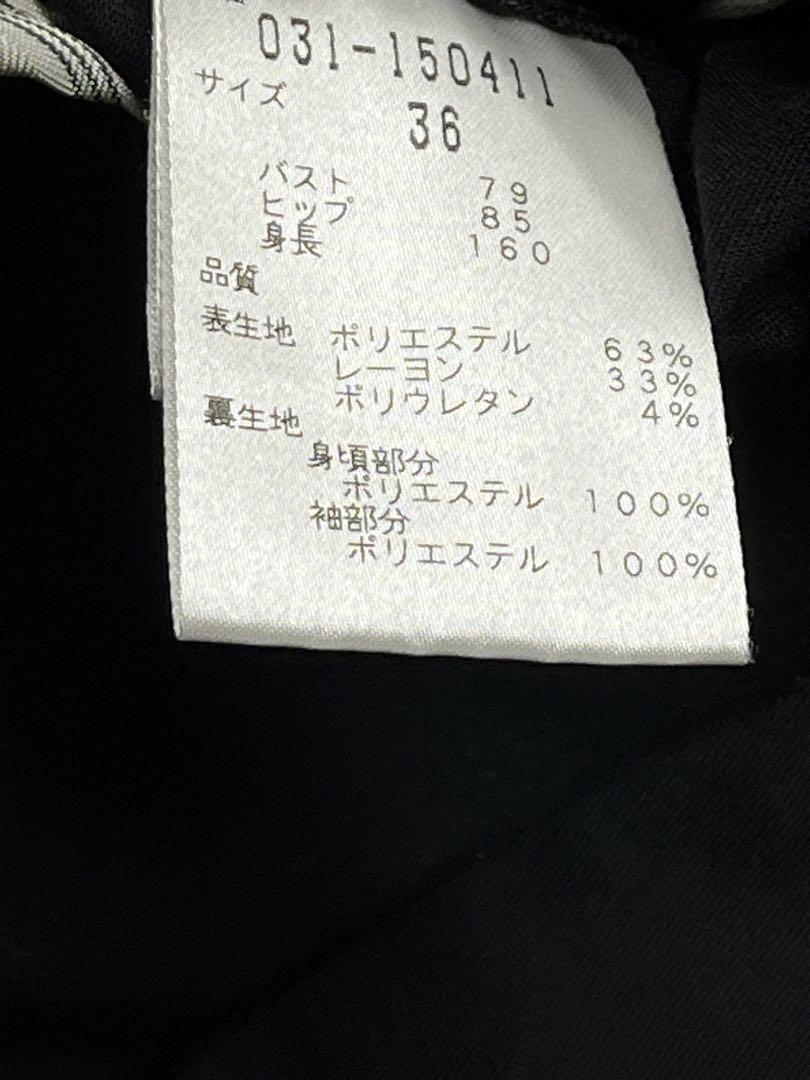 031-150411
サイズ
36
バスト 79
ヒップ 85
身長 160
品質
表生地 ポリエステル 63%
レーヨン 33%
ポリウレタン 4%
裏生地
身頃部分
ポリエステル 100%
袖部分
ポリエステル 100%